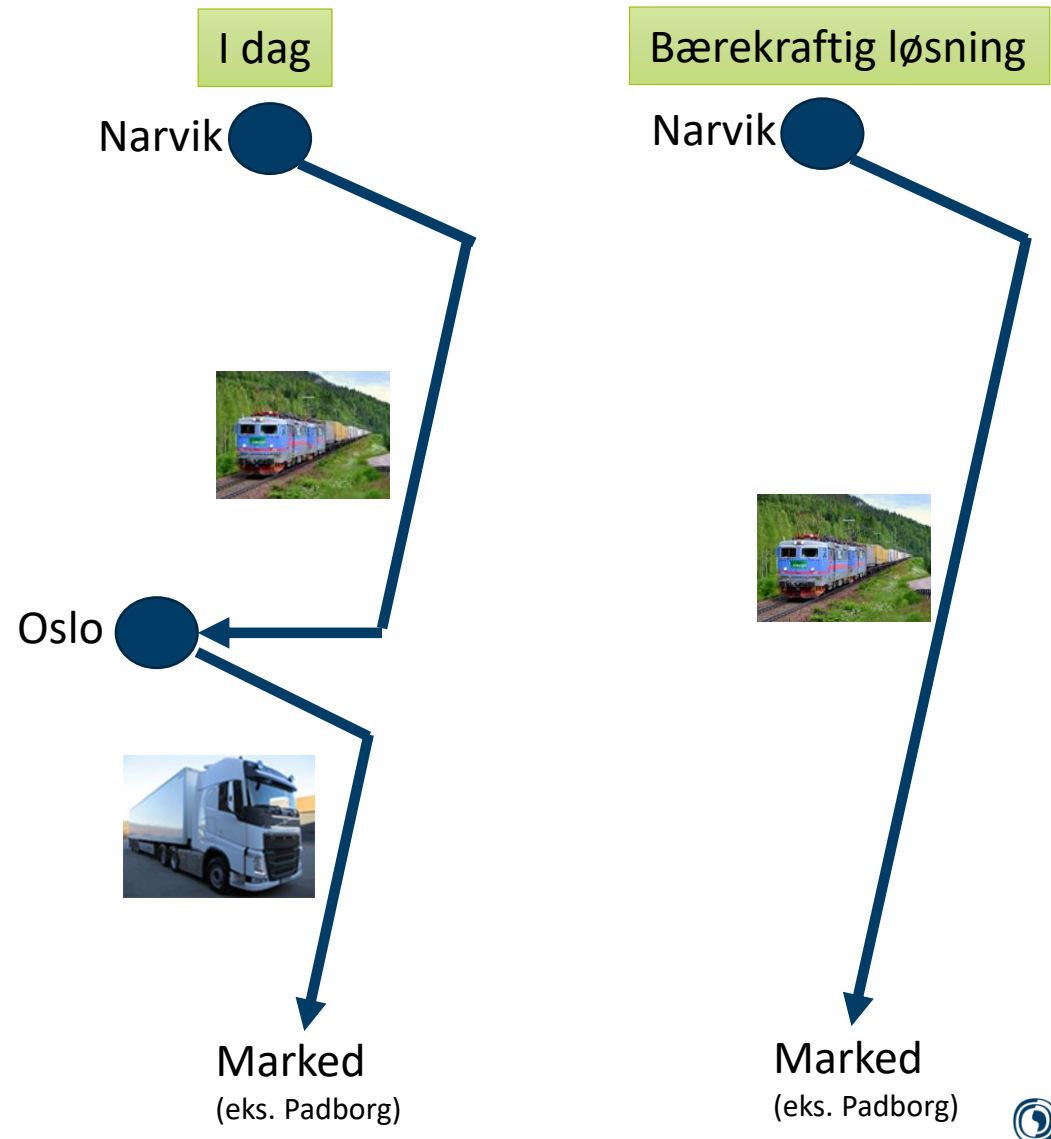 I dag
Narvik
Oslo
Marked
(eks. Padborg)
Bærekraftig løsning
Narvik
Marked
(eks. Padborg)